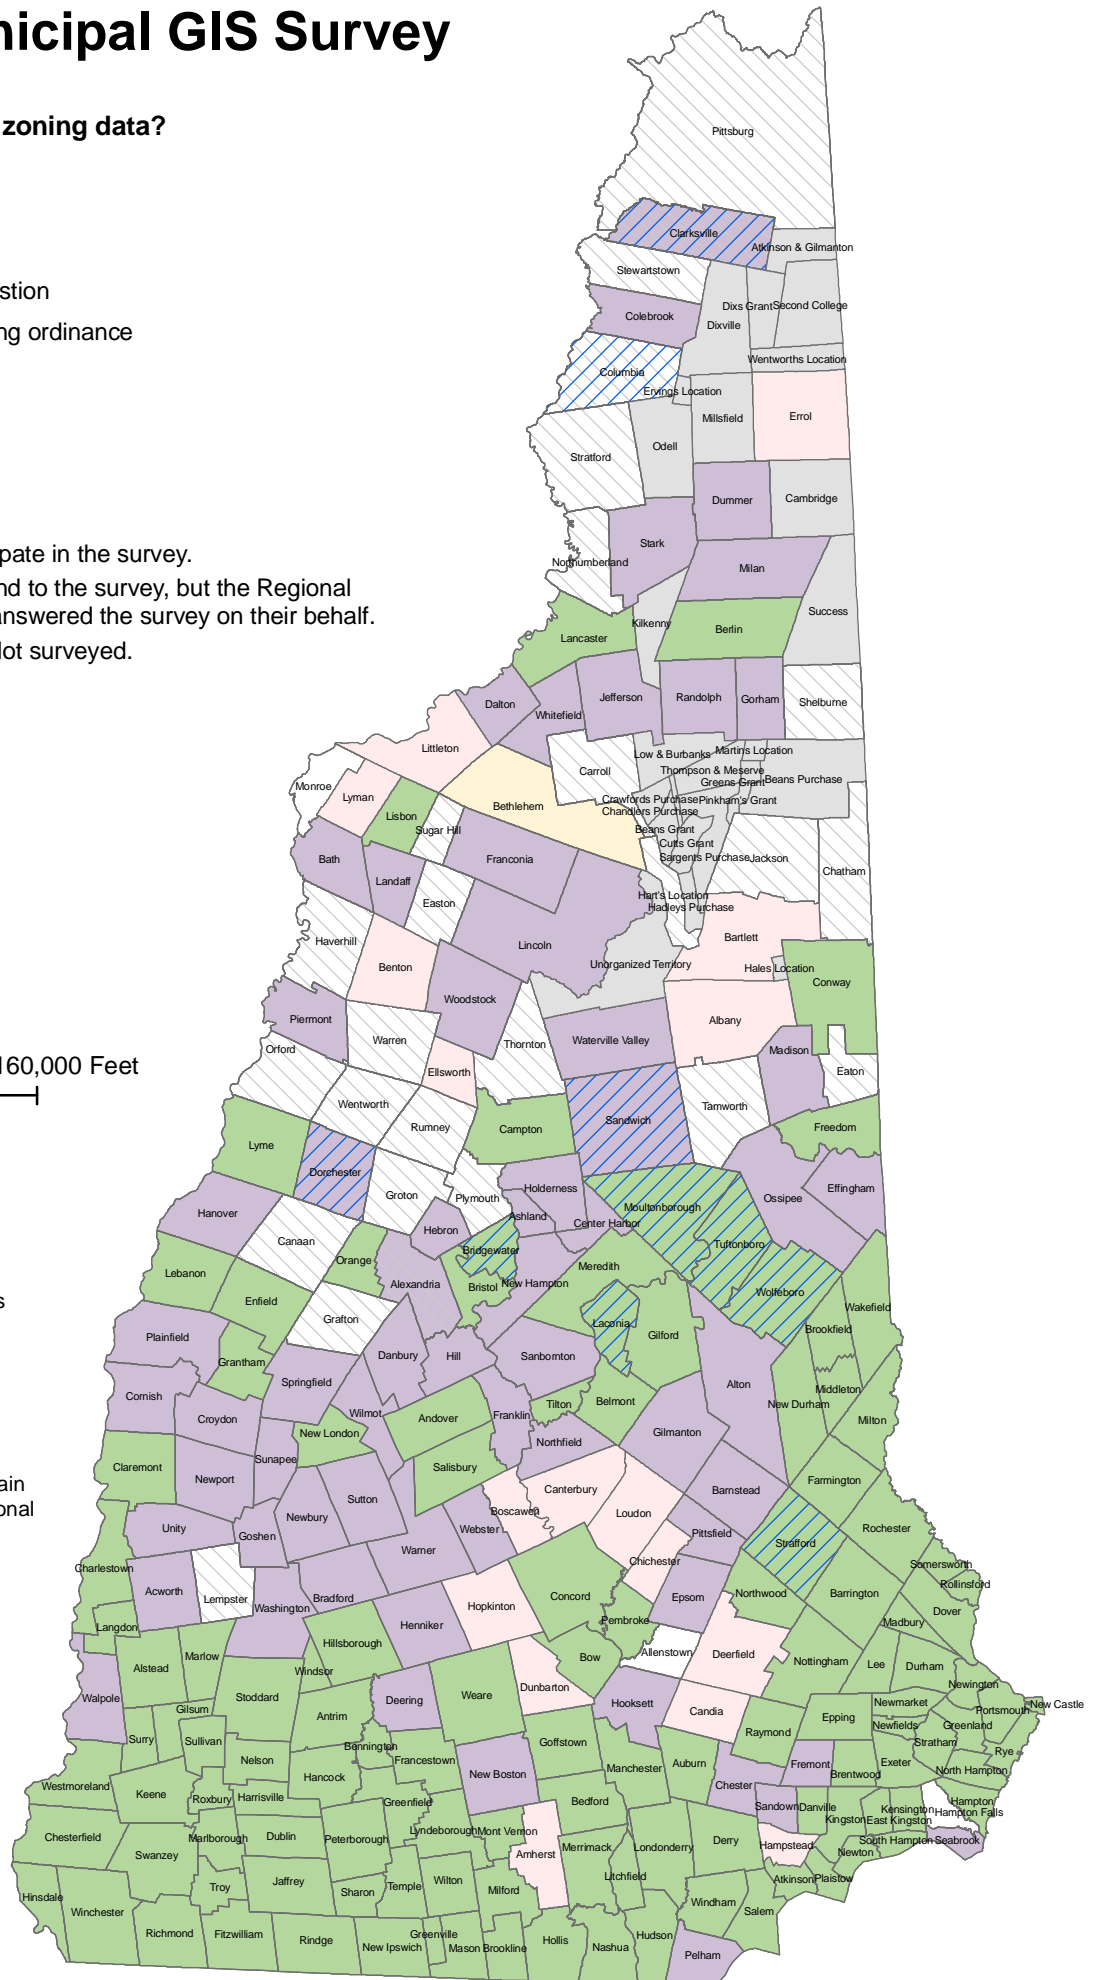 nicipal GIS Survey
zoning data?
stion
ng ordinance
pate in the survey.
nd to the survey, but the Regional
answered the survey on their behalf.
Not surveyed.
160,000 Feet
s
ain
onal
Pittsburg
Clarksville
Atkinson & Gilmanton
Stewartstown
Dixs Grant
Second College
Colebrook
Dixville
Wentworths Location
Columbia
Ervings Location
Errol
Millsfield
Odell
Stratford
Dummer
Cambridge
Stark
Northumberland
Milan
Success
Kilkenny
Berlin
Lancaster
Jefferson
Randolph
Gorham
Shelburne
Dalton
Whitefield
Littleton
Low & Burbanks
Martins Location
Carroll
Thompson & Meserve
Greens Grant
Beans Purchase
Monroe
Lyman
Bethlehem
Crawfords Purchase
Pinkham's Grant
Chandlers Purchase
Lisbon
Sugar Hill
Beans Grant
Cutts Grant
Bath
Franconia
Sargents Purchase
Jackson
Chatham
Landaff
Easton
Hart's Location
Hadleys Purchase
Haverhill
Lincoln
Bartlett
Benton
Unorganized Territory
Hales Location
Conway
Woodstock
Piermont
Albany
Orford
Warren
Thornton
Waterville Valley
Madison
Ellsworth
Eaton
Wentworth
Tamworth
Rumney
Campton
Sandwich
Freedom
Lyme
Dorchester
Holderness
Effingham
Groton
Plymouth
Ossipee
Moultonborough
Hanover
Ashland
Center Harbor
Hebron
Canaan
Bridgewater
Tuftonboro
Orange
Meredith
Lebanon
Alexandria
Bristol
New Hampton
Wolfeboro
Enfield
Wakefield
Grafton
Laconia
Gilford
Brookfield
Plainfield
Danbury
Hill
Sanbornton
Grantham
Springfield
Alton
Middleton
Cornish
Croydon
Wilmot
Andover
Franklin
Tilton
Belmont
New Durham
Milton
New London
Northfield
Gilmanton
Claremont
Sunapee
Salisbury
Newport
Farmington
Sutton
Canterbury
Barnstead
Boscawen
Loudon
Newbury
Unity
Goshen
Webster
Pittsfield
Rochester
Warner
Strafford
Charlestown
Chichester
Somersworth
Acworth
Lempster
Bradford
Northwood
Barrington
Rollinsford
Washington
Hopkinton
Concord
Epsom
Dover
Langdon
Henniker
Pembroke
Madbury
Hillsborough
Allenstown
Deerfield
Marlow
Bow
Nottingham
Lee
Durham
Alstead
Windsor
Newington
Dunbarton
Walpole
Stoddard
Deering
Weare
Hooksett
Newmarket
New Castle
Gilsum
Antrim
Candia
Epping
Portsmouth
Raymond
Newfields
Greenland
Surry
Sullivan
Bennington
Goffstown
Stratham
Nelson
Francestown
Auburn
Fremont
Exeter
Rye
Manchester
Brentwood
North Hampton
Hancock
New Boston
Westmoreland
Chester
Keene
Roxbury
Harrisville
Greenfield
Bedford
Sandown
Danville
Kensington
Hampton
Hampton Falls
Kingston
East Kingston
Chesterfield
Marlborough
Dublin
Peterborough
Lyndeborough
Mont Vernon
Derry
South Hampton
Seabrook
Swanzey
Amherst
Merrimack
Londonderry
Hampstead
Newton
Litchfield
Troy
Jaffrey
Temple
Wilton
Atkinson
Plaistow
Sharon
Milford
Hinsdale
Windham
Winchester
Salem
Richmond
Fitzwilliam
Rindge
Greenville
Hudson
New Ipswich
Mason
Brookline
Hollis
Nashua
Pelham